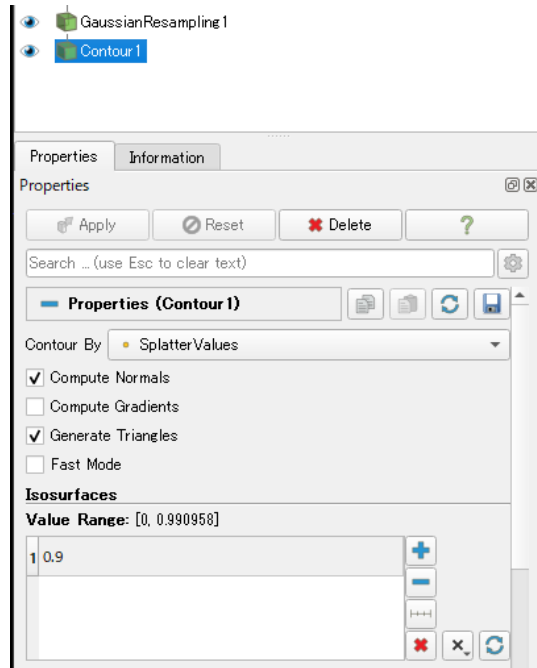 GaussianResampling1
Contour1
Properties Information
Properties
Apply Reset Delete ?
Search ... (use Esc to clear text)
Properties (Contour1)
Contour By SplatterValues
Compute Normals
Compute Gradients
Generate Triangles
Fast Mode
Isosurfaces
Value Range: [0, 0.990958]
1 0.9